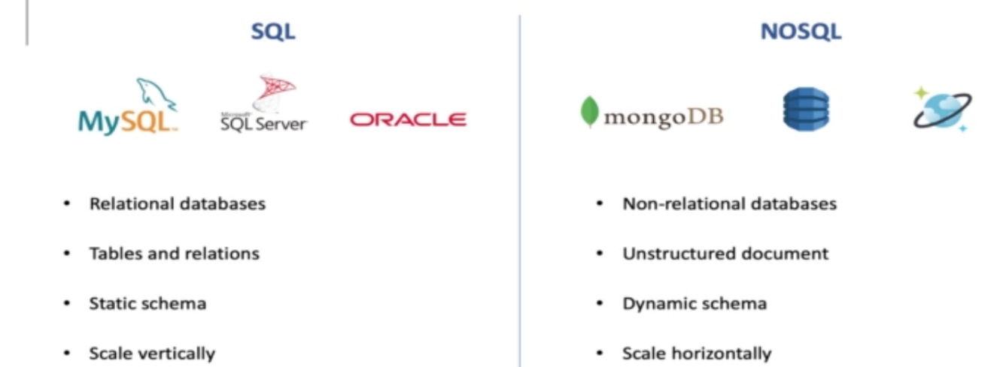 SQL
MySQL
Microsoft
SQL Server
ORACLE
• Relational databases
• Tables and relations
• Static schema
• Scale vertically
NOSQL
mongoDB
• Non-relational databases
• Unstructured document
• Dynamic schema
• Scale horizontally